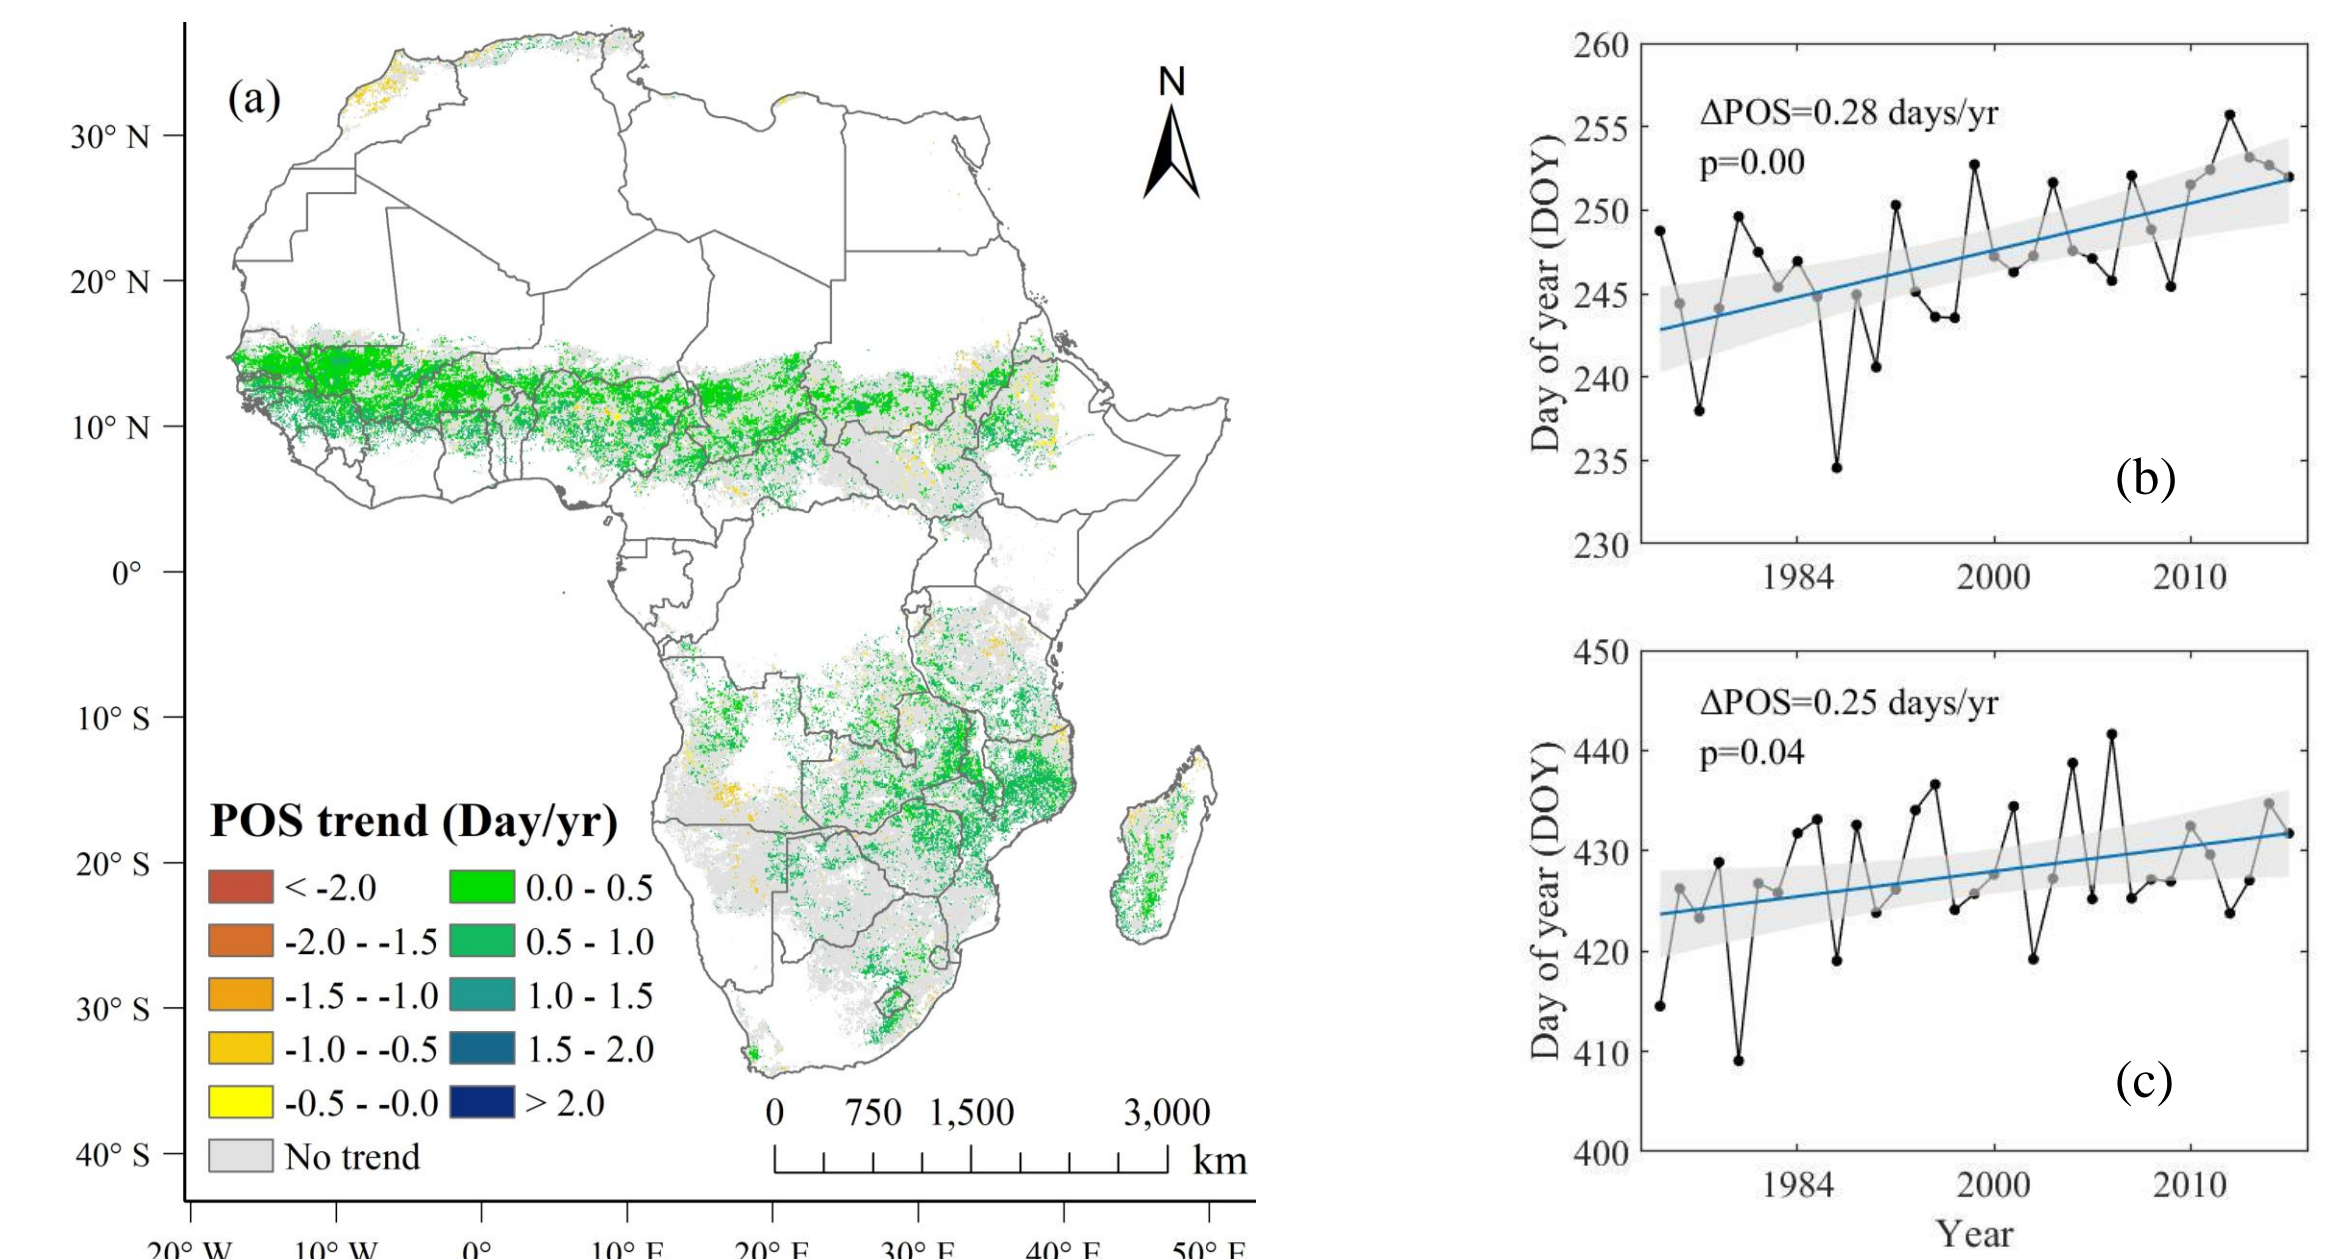 (a)
N
30° N
20° N
10° N
0°
10° S
20° S
30° S
40° S
POS trend (Day/yr)
< -2.0
0.0 - 0.5
-2.0 - -1.5
0.5 - 1.0
-1.5 - -1.0
1.0 - 1.5
-1.0 - -0.5
1.5 - 2.0
-0.5 - -0.0
> 2.0
No trend
0 750 1,500 3,000
km
20° W 10° W 0° 10° E 20° E 30° E 40° E 50° E
260
255
250
245
240
235
230
Day of year (DOY)
ΔPOS=0.28 days/yr
p=0.00
(b)
1984 2000 2010
450
440
430
420
410
400
Day of year (DOY)
ΔPOS=0.25 days/yr
p=0.04
(c)
1984 2000 2010
Year